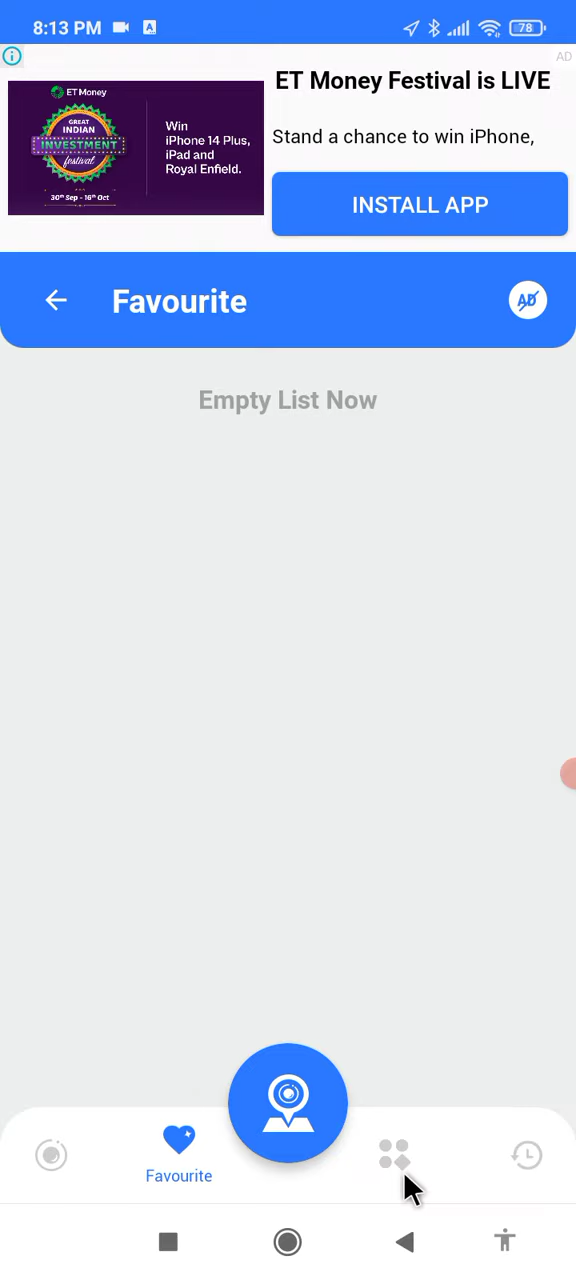 8:13 PM
A
78
AD
ET Money
GREAT
INDIAN
INVESTMENT
festival
30th Sep - 16th Oct
Win
iPhone 14 Plus,
iPad and
Royal Enfield.
ET Money Festival is LIVE
Stand a chance to win iPhone,
INSTALL APP
Favourite
AD
Empty List Now
Favourite